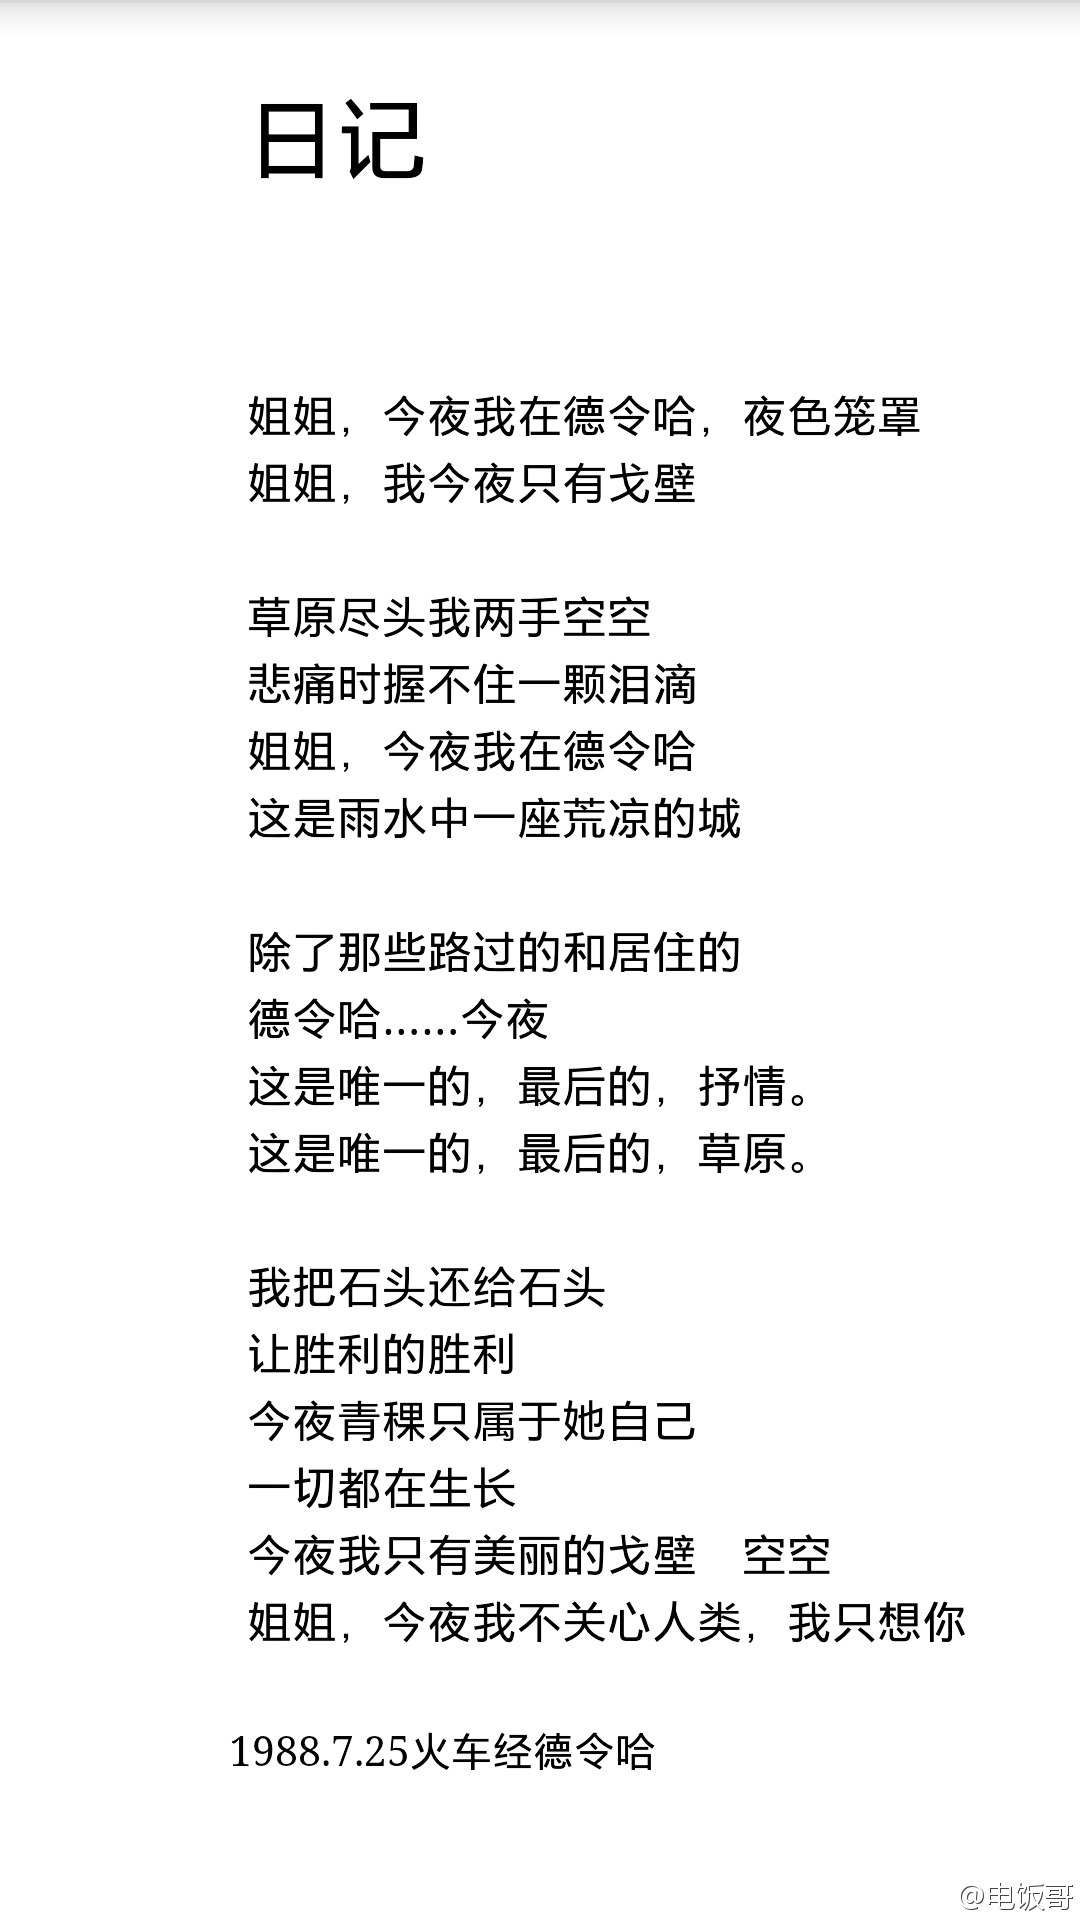 日记
姐姐，今夜我在德令哈，夜色笼罩
姐姐，我今夜只有戈壁
草原尽头我两手空空
悲痛时握不住一颗泪滴
姐姐，今夜我在德令哈
这是雨水中一座荒凉的城
除了那些路过的和居住的
德令哈……今夜
这是唯一的，最后的，抒情。
这是唯一的，最后的，草原。
我把石头还给石头
让胜利的胜利
今夜青稞只属于她自己
一切都在生长
今夜我只有美丽的戈壁　空空
姐姐，今夜我不关心人类，我只想你
1988.7.25火车经德令哈
@电饭哥